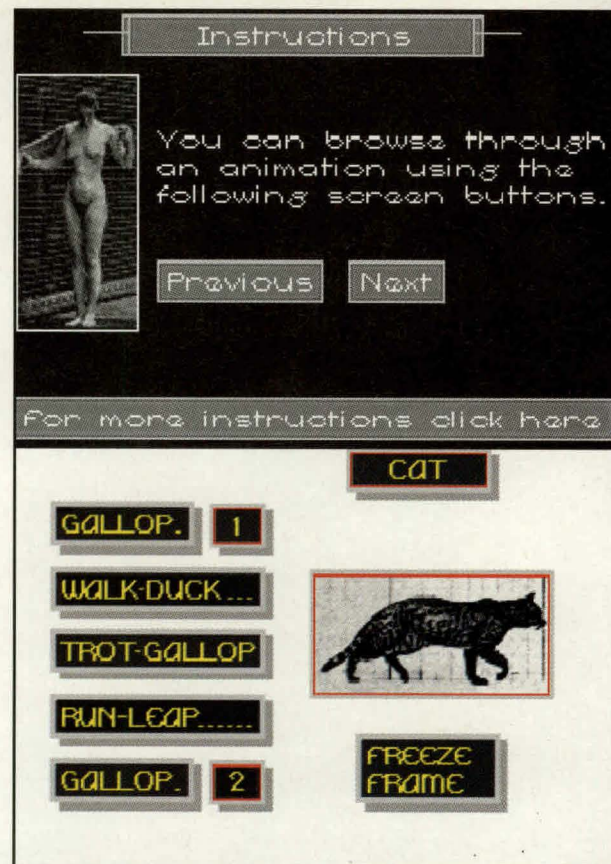 Instructions
You can browse through
an animation using the
following screen buttons.
Previous Next
For more instructions click here
CAT
GALLOP. 1
WALK-DUCK...
TROT-GALLOP
RUN-LEAP......
GALLOP. 2
FREEZE
FRAME